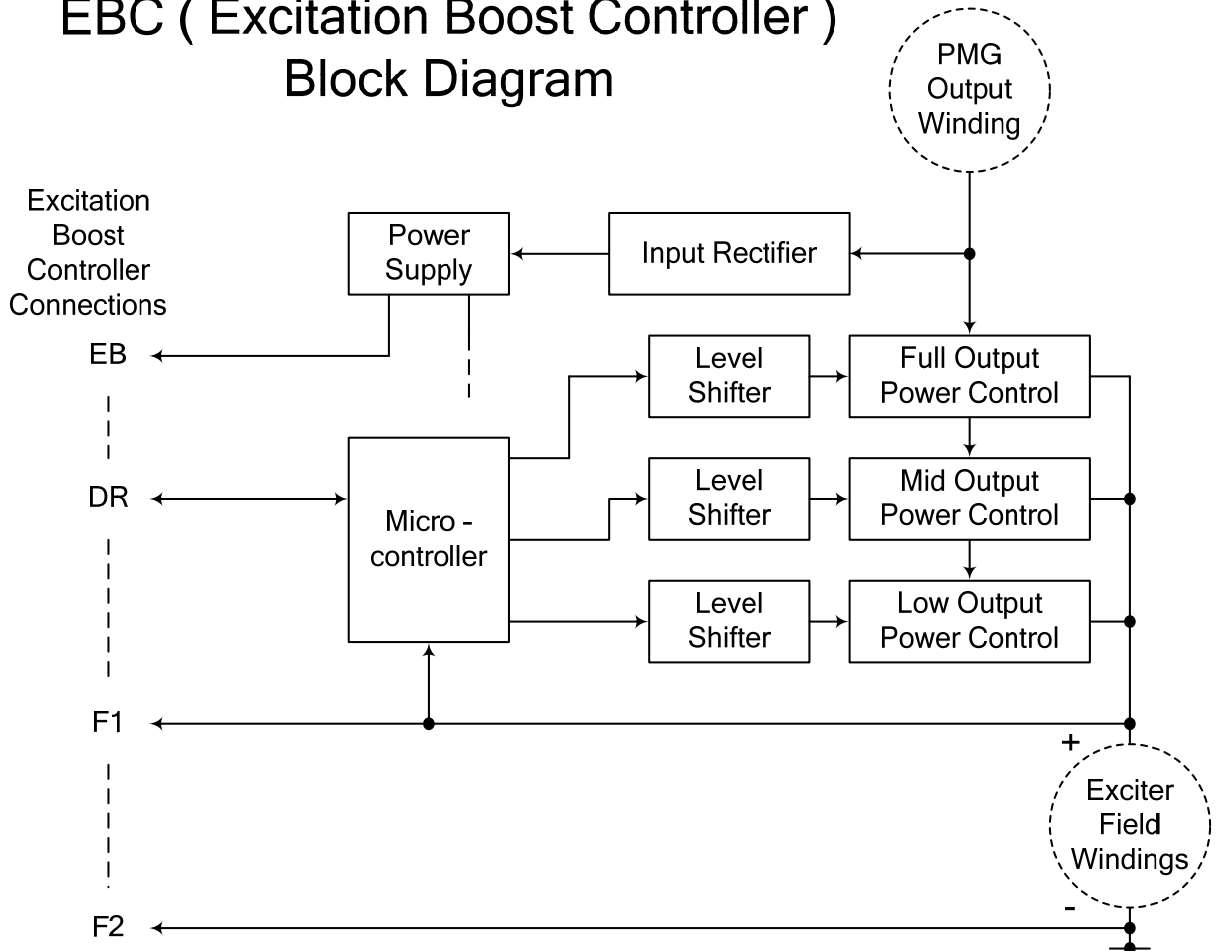 EBC ( Excitation Boost Controller )
Block Diagram
PMG
Output
Winding
Excitation
Boost
Controller
Connections
Power
Supply
Input Rectifier
EB
Level
Shifter
Full Output
Power Control
DR
Micro -
controller
Level
Shifter
Mid Output
Power Control
Level
Shifter
Low Output
Power Control
F1
+
Exciter
Field
Windings
-
F2